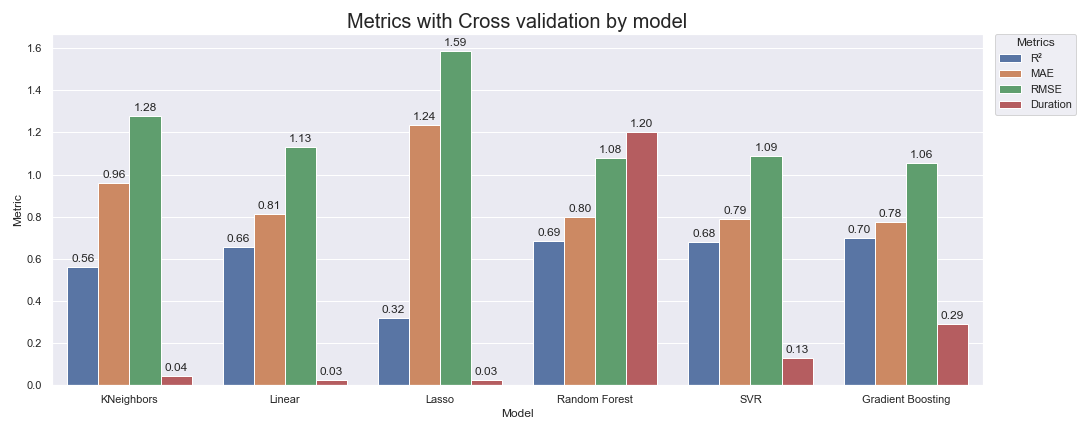 Metrics with Cross validation by model
Metrics
R²
MAE
RMSE
Duration
Metric
1.6
1.4
1.2
1.0
0.8
0.6
0.4
0.2
0.0
0.56
0.96
1.28
0.04
0.66
0.81
1.13
0.03
0.32
1.24
1.59
0.03
0.69
0.80
1.08
1.20
0.68
0.79
1.09
0.13
0.70
0.78
1.06
0.29
KNeighbors
Linear
Lasso
Random Forest
SVR
Gradient Boosting
Model